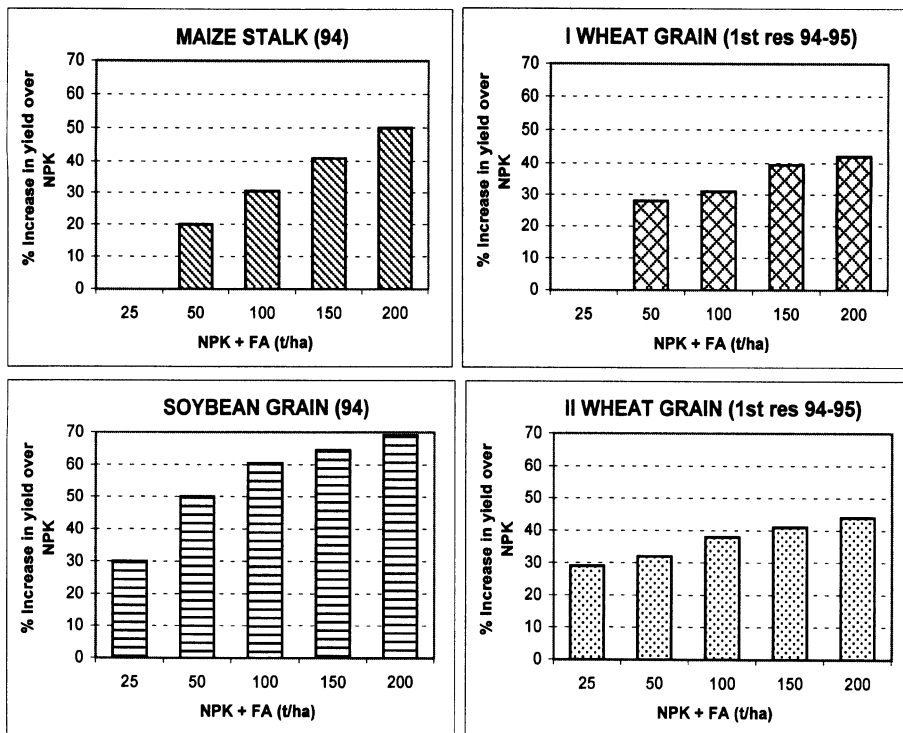 MAIZE STALK (94)
% Increase in yield over
NPK
70
60
50
40
30
20
10
0
25 50 100 150 200
NPK + FA (t/ha)
I WHEAT GRAIN (1st res 94-95)
% Increase in yield over
NPK
70
60
50
40
30
20
10
0
25 50 100 150 200
NPK + FA (t/ha)
SOYBEAN GRAIN (94)
% Increase in yield over
NPK
70
60
50
40
30
20
10
0
25 50 100 150 200
NPK + FA (t/ha)
II WHEAT GRAIN (1st res 94-95)
% Increase in yield over
NPK
70
60
50
40
30
20
10
0
25 50 100 150 200
NPK + FA (t/ha)